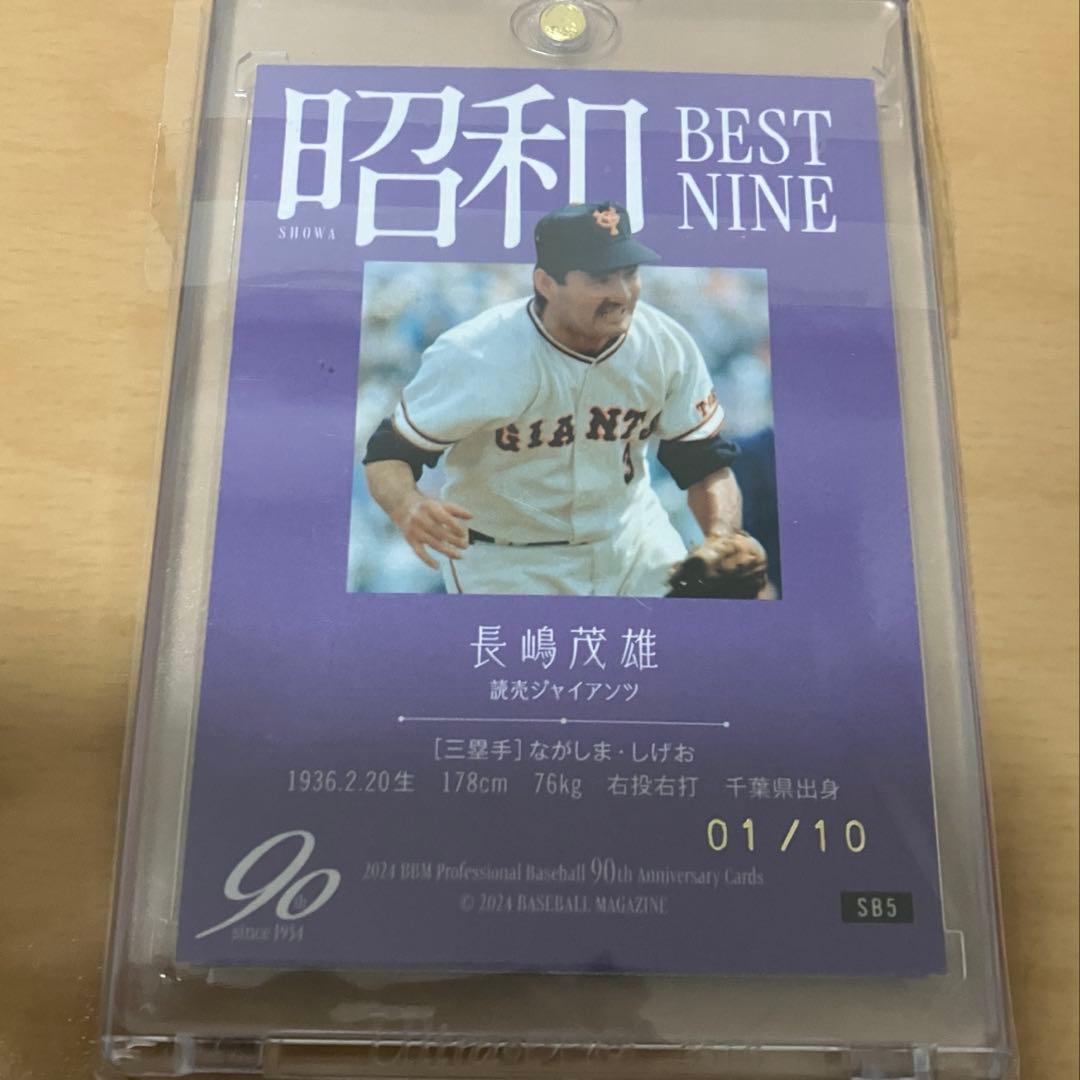 昭和
SHOWA
BEST
NINE
GIANTS
3
長嶋茂雄
読売ジャイアンツ
[三塁手]ながしま・しげお
1936.2.20生 178cm 76kg 右投右打 千葉県出身
01/10
90th
since 1934
2024 BBM Professional Baseball 90th Anniversary Cards
© 2024 BASEBALL MAGAZINE
SB5